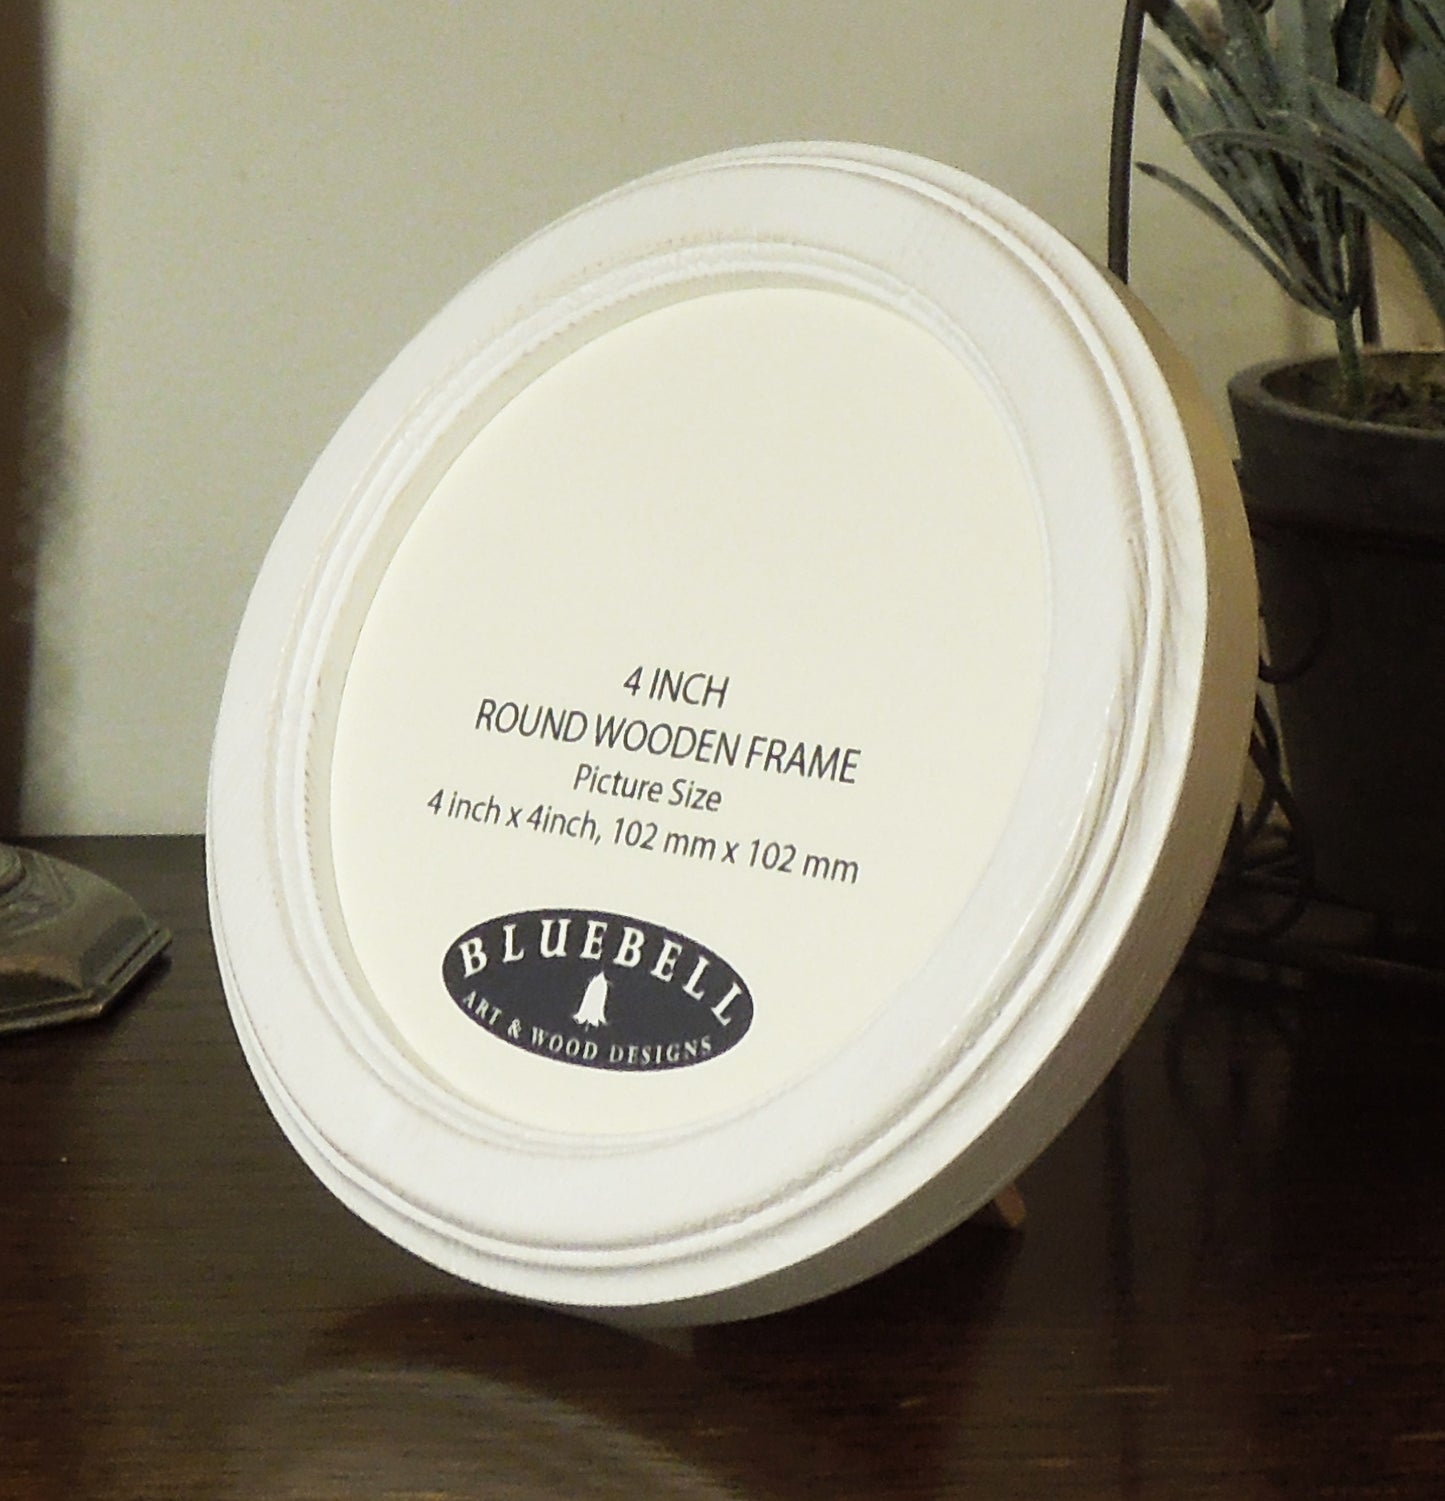 4 INCH
ROUND WOODEN FRAME
Picture Size
4 inch x 4inch, 102 mm x 102 mm
BLUEBELL
ART & WOOD DESIGNS